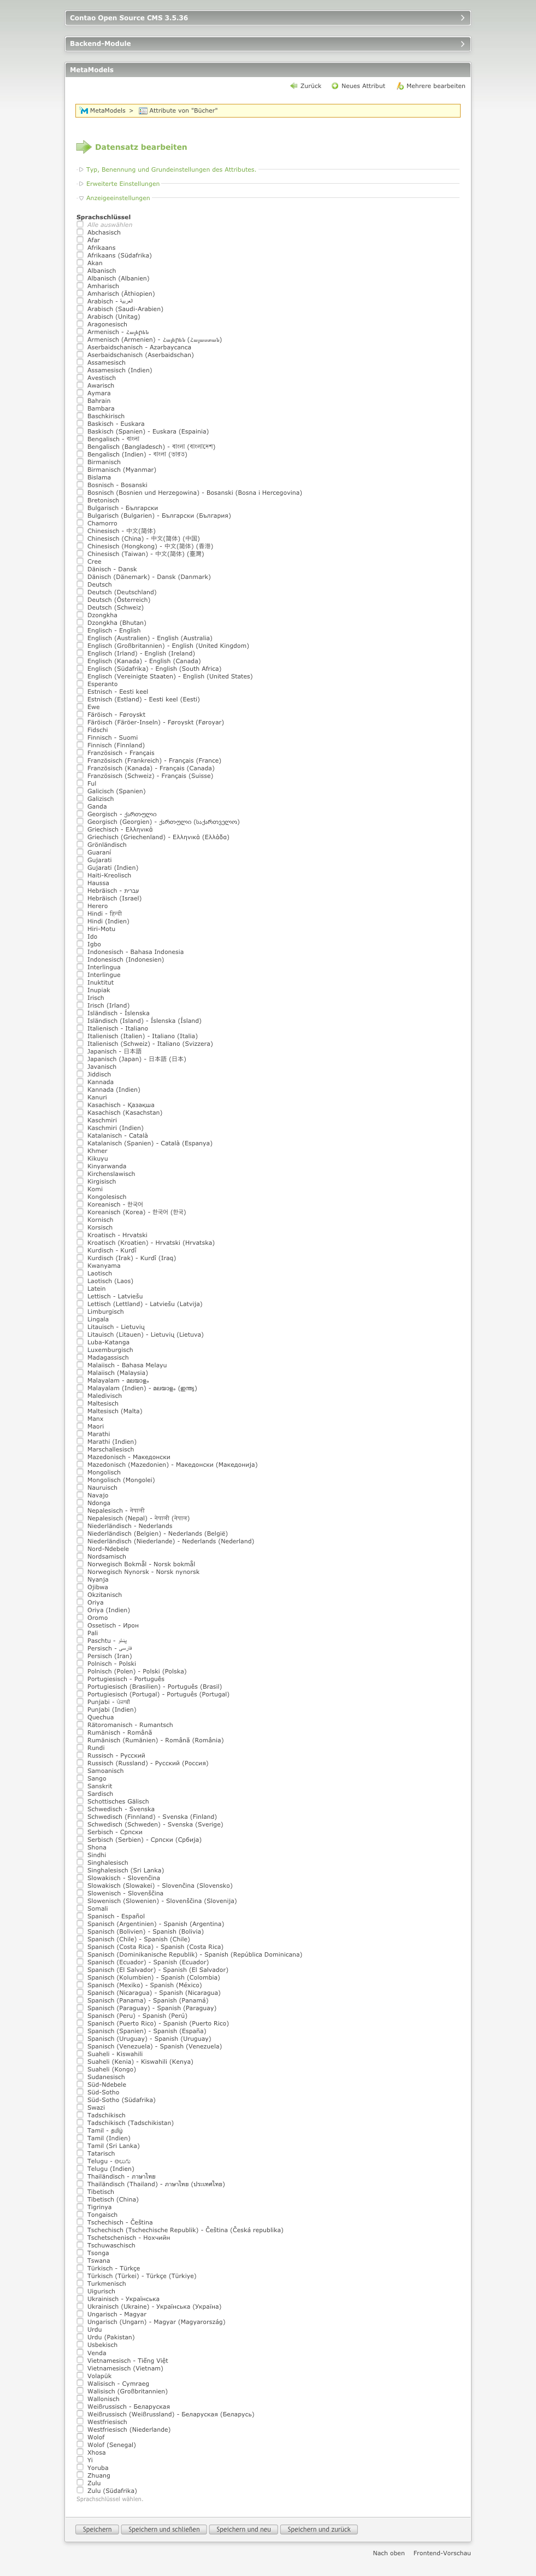 Contao Open Source CMS 3.5.36
Backend-Module
MetaModels
Zurück Neues Attribut Mehrere bearbeiten
MetaModels > Attribute von "Bücher"
Datensatz bearbeiten
Typ, Benennung und Grundeinstellungen des Attributes.
Erweiterte Einstellungen
Anzeigeeinstellungen
Sprachschlüssel
Alle auswählen
Abchasisch
Afar
Afrikaans
Afrikaans (Südafrika)
Akan
Albanisch
Albanisch (Albanien)
Amharisch
Amharisch (Äthiopien)
Arabisch - العربية
Arabisch (Saudi-Arabien)
Arabisch (Unitag)
Aragonesisch
Armenisch - Հայերեն
Armenisch (Armenien) - Հայերեն (Հայաստան)
Aserbaidschanisch - Azərbaycanca
Aserbaidschanisch (Aserbaidschan)
Assamesisch
Assamesisch (Indien)
Avestisch
Awarisch
Aymara
Bahrain
Bambara
Baschkirisch
Baskisch - Euskara
Baskisch (Spanien) - Euskara (Espainia)
Bengalisch - বাংলা
Bengalisch (Bangladesch) - বাংলা (বাংলাদেশ)
Bengalisch (Indien) - বাংলা (ভারত)
Birmanisch
Birmanisch (Myanmar)
Bislama
Bosnisch - Bosanski
Bosnisch (Bosnien und Herzegowina) - Bosanski (Bosna i Hercegovina)
Bretonisch
Bulgarisch - Български
Bulgarisch (Bulgarien) - Български (България)
Chamorro
Chinesisch - 中文(简体)
Chinesisch (China) - 中文(简体) (中国)
Chinesisch (Hongkong) - 中文(简体) (香港)
Chinesisch (Taiwan) - 中文(简体) (臺灣)
Cree
Dänisch - Dansk
Dänisch (Dänemark) - Dansk (Danmark)
Deutsch
Deutsch (Deutschland)
Deutsch (Österreich)
Deutsch (Schweiz)
Dzongkha
Dzongkha (Bhutan)
Englisch - English
Englisch (Australien) - English (Australia)
Englisch (Großbritannien) - English (United Kingdom)
Englisch (Irland) - English (Ireland)
Englisch (Kanada) - English (Canada)
Englisch (Südafrika) - English (South Africa)
Englisch (Vereinigte Staaten) - English (United States)
Esperanto
Estnisch - Eesti keel
Estnisch (Estland) - Eesti keel (Eesti)
Ewe
Färöisch - Føroyskt
Färöisch (Färöer-Inseln) - Føroyskt (Føroyar)
Fidschi
Finnisch - Suomi
Finnisch (Finnland)
Französisch - Français
Französisch (Frankreich) - Français (France)
Französisch (Kanada) - Français (Canada)
Französisch (Schweiz) - Français (Suisse)
Ful
Galicisch (Spanien)
Galizisch
Ganda
Georgisch - ქართული
Georgisch (Georgien) - ქართული (საქართველო)
Griechisch - Ελληνικά
Griechisch (Griechenland) - Ελληνικά (Ελλάδα)
Grönländisch
Guaraní
Gujarati
Gujarati (Indien)
Haiti-Kreolisch
Haussa
Hebräisch - עברית
Hebräisch (Israel)
Herero
Hindi - हिन्दी
Hindi (Indien)
Hiri-Motu
Ido
Igbo
Indonesisch - Bahasa Indonesia
Indonesisch (Indonesien)
Interlingua
Interlingue
Inuktitut
Inupiak
Irisch
Irisch (Irland)
Isländisch - Íslenska
Isländisch (Island) - Íslenska (Ísland)
Italienisch - Italiano
Italienisch (Italien) - Italiano (Italia)
Italienisch (Schweiz) - Italiano (Svizzera)
Japanisch - 日本語
Japanisch (Japan) - 日本語 (日本)
Javanisch
Jiddisch
Kannada
Kannada (Indien)
Kanuri
Kasachisch - Қазақша
Kasachisch (Kasachstan)
Kaschmiri
Kaschmiri (Indien)
Katalanisch - Català
Katalanisch (Spanien) - Català (Espanya)
Khmer
Kikuyu
Kinyarwanda
Kirchenslawisch
Kirgisisch
Komi
Kongolesisch
Koreanisch - 한국어
Koreanisch (Korea) - 한국어 (한국)
Kornisch
Korsisch
Kroatisch - Hrvatski
Kroatisch (Kroatien) - Hrvatski (Hrvatska)
Kurdisch - Kurdî
Kurdisch (Irak) - Kurdî (Iraq)
Kwanyama
Laotisch
Laotisch (Laos)
Latein
Lettisch - Latviešu
Lettisch (Lettland) - Latviešu (Latvija)
Limburgisch
Lingala
Litauisch - Lietuvių
Litauisch (Litauen) - Lietuvių (Lietuva)
Luba-Katanga
Luxemburgisch
Madagassisch
Malaiisch - Bahasa Melayu
Malaiisch (Malaysia)
Malayalam - മലയാളം
Malayalam (Indien) - മലയാളം (ഇന്ത്യ)
Maledivisch
Maltesisch
Maltesisch (Malta)
Manx
Maori
Marathi
Marathi (Indien)
Marschallesisch
Mazedonisch - Македонски
Mazedonisch (Mazedonien) - Македонски (Македонија)
Mongolisch
Mongolisch (Mongolei)
Nauruisch
Navajo
Ndonga
Nepalesisch - नेपाली
Nepalesisch (Nepal) - नेपाली (नेपाल)
Niederländisch - Nederlands
Niederländisch (Belgien) - Nederlands (België)
Niederländisch (Niederlande) - Nederlands (Nederland)
Nord-Ndebele
Nordsamisch
Norwegisch Bokmål - Norsk bokmål
Norwegisch Nynorsk - Norsk nynorsk
Nyanja
Ojibwa
Okzitanisch
Oriya
Oriya (Indien)
Oromo
Ossetisch - Ирон
Pali
Paschtu - پښتو
Persisch - فارسی
Persisch (Iran)
Polnisch - Polski
Polnisch (Polen) - Polski (Polska)
Portugiesisch - Português
Portugiesisch (Brasilien) - Português (Brasil)
Portugiesisch (Portugal) - Português (Portugal)
Punjabi - ਪੰਜਾਬੀ
Punjabi (Indien)
Quechua
Rätoromanisch - Rumantsch
Rumänisch - Română
Rumänisch (Rumänien) - Română (România)
Rundi
Russisch - Русский
Russisch (Russland) - Русский (Россия)
Samoanisch
Sango
Sanskrit
Sardisch
Schottisches Gälisch
Schwedisch - Svenska
Schwedisch (Finnland) - Svenska (Finland)
Schwedisch (Schweden) - Svenska (Sverige)
Serbisch - Српски
Serbisch (Serbien) - Српски (Србија)
Shona
Sindhi
Singhalesisch
Singhalesisch (Sri Lanka)
Slowakisch - Slovenčina
Slowakisch (Slowakei) - Slovenčina (Slovensko)
Slowenisch - Slovenščina
Slowenisch (Slowenien) - Slovenščina (Slovenija)
Somali
Spanisch - Español
Spanisch (Argentinien) - Spanish (Argentina)
Spanisch (Bolivien) - Spanish (Bolivia)
Spanisch (Chile) - Spanish (Chile)
Spanisch (Costa Rica) - Spanish (Costa Rica)
Spanisch (Dominikanische Republik) - Spanish (República Dominicana)
Spanisch (Ecuador) - Spanish (Ecuador)
Spanisch (El Salvador) - Spanish (El Salvador)
Spanisch (Kolumbien) - Spanish (Colombia)
Spanisch (Mexiko) - Spanish (México)
Spanisch (Nicaragua) - Spanish (Nicaragua)
Spanisch (Panama) - Spanish (Panamá)
Spanisch (Paraguay) - Spanish (Paraguay)
Spanisch (Peru) - Spanish (Perú)
Spanisch (Puerto Rico) - Spanish (Puerto Rico)
Spanisch (Spanien) - Spanish (España)
Spanisch (Uruguay) - Spanish (Uruguay)
Spanisch (Venezuela) - Spanish (Venezuela)
Suaheli - Kiswahili
Suaheli (Kenia) - Kiswahili (Kenya)
Suaheli (Kongo)
Sudanesisch
Süd-Ndebele
Süd-Sotho
Süd-Sotho (Südafrika)
Swazi
Tadschikisch
Tadschikisch (Tadschikistan)
Tamil - தமிழ்
Tamil (Indien)
Tamil (Sri Lanka)
Tatarisch
Telugu - తెలుగు
Telugu (Indien)
Thailändisch - ภาษาไทย
Thailändisch (Thailand) - ภาษาไทย (ประเทศไทย)
Tibetisch
Tibetisch (China)
Tigrinya
Tongaisch
Tschechisch - Čeština
Tschechisch (Tschechische Republik) - Čeština (Česká republika)
Tschetschenisch - Нохчийн
Tschuwaschisch
Tsonga
Tswana
Türkisch - Türkçe
Türkisch (Türkei) - Türkçe (Türkiye)
Turkmenisch
Uigurisch
Ukrainisch - Українська
Ukrainisch (Ukraine) - Українська (Україна)
Ungarisch - Magyar
Ungarisch (Ungarn) - Magyar (Magyarország)
Urdu
Urdu (Pakistan)
Usbekisch
Venda
Vietnamesisch - Tiếng Việt
Vietnamesisch (Vietnam)
Volapük
Walisisch - Cymraeg
Walisisch (Großbritannien)
Wallonisch
Weißrussisch - Беларуская
Weißrussisch (Weißrussland) - Беларуская (Беларусь)
Westfriesisch
Westfriesisch (Niederlande)
Wolof
Wolof (Senegal)
Xhosa
Yi
Yoruba
Zhuang
Zulu
Zulu (Südafrika)
Sprachschlüssel wählen.
Speichern Speichern und schließen Speichern und neu Speichern und zurück
Nach oben Frontend-Vorschau